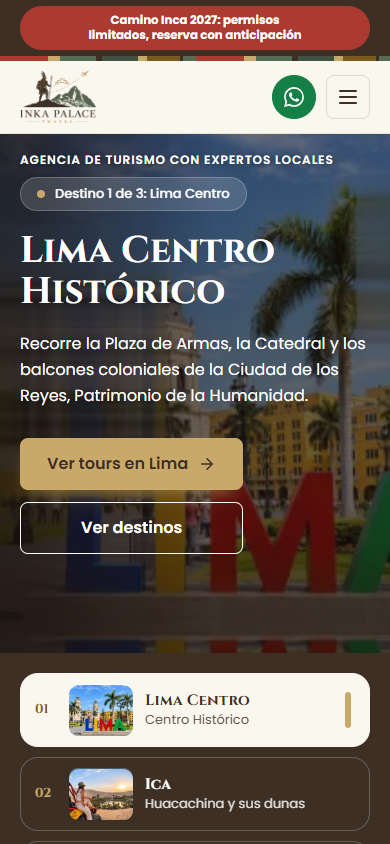 Camino Inca 2027: permisos
limitados, reserva con anticipación
INKA PALACE
TRAVEL
AGENCIA DE TURISMO CON EXPERTOS LOCALES
Destino 1 de 3: Lima Centro
Lima Centro
Histórico
Recorre la Plaza de Armas, la Catedral y los
balcones coloniales de la Ciudad de los
Reyes, Patrimonio de la Humanidad.
Ver tours en Lima →
Ver destinos
LIMA
01
LIMA
Lima Centro
Centro Histórico
02
Ica
Huacachina y sus dunas